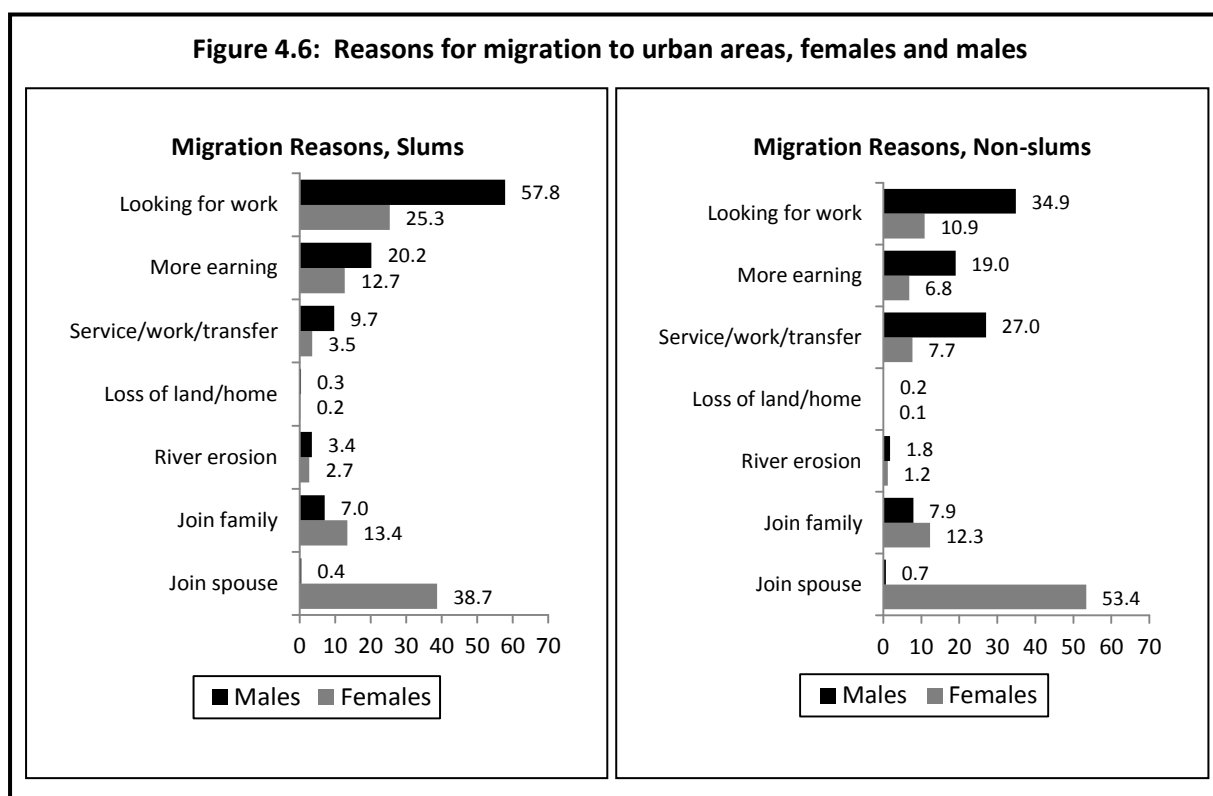 Figure 4.6:  Reasons for migration to urban areas, females and males
Migration Reasons, Slums
Looking for work
57.8
25.3
More earning
20.2
12.7
Service/work/transfer
9.7
3.5
Loss of land/home
0.3
0.2
River erosion
3.4
2.7
Join family
7.0
13.4
Join spouse
0.4
38.7
0 10 20 30 40 50 60 70
Males Females
Migration Reasons, Non-slums
Looking for work
34.9
10.9
More earning
19.0
6.8
Service/work/transfer
27.0
7.7
Loss of land/home
0.2
0.1
River erosion
1.8
1.2
Join family
7.9
12.3
Join spouse
0.7
53.4
0 10 20 30 40 50 60 70
Males Females